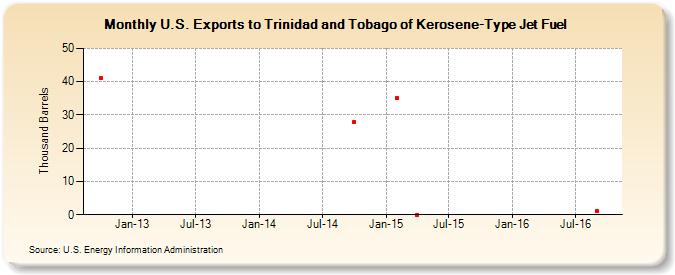 Monthly U.S. Exports to Trinidad and Tobago of Kerosene-Type Jet Fuel
Thousand Barrels
50
40
30
20
10
0
Jan-13 Jul-13 Jan-14 Jul-14 Jan-15 Jul-15 Jan-16 Jul-16
Source: U.S. Energy Information Administration